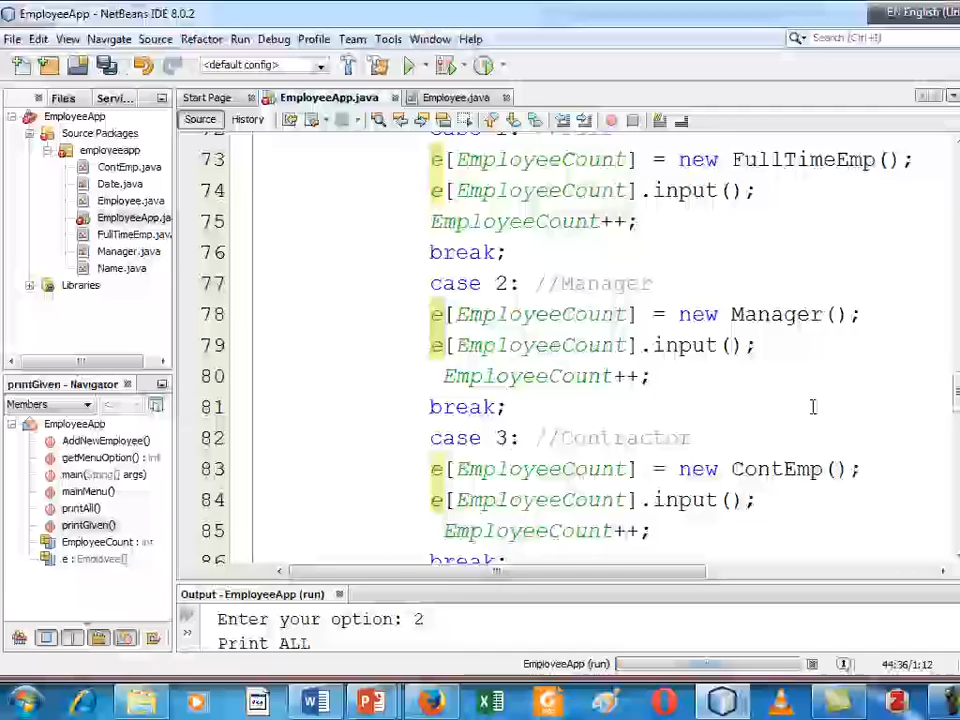 EmployeeApp - NetBeans IDE 8.0.2
EN English (Un
File Edit View Navigate Source Refactor Run Debug Profile Team Tools Window Help
<default config>
Search (Ctrl+I)
Files Servi...
Start Page EmployeeApp.java Employee.java
Source History
EmployeeApp
Source Packages
employeeapp
ContEmp.java
Date.java
Employee.java
EmployeeApp.ja
FullTimeEmp.jav
Manager.java
Name.java
Libraries
printGiven - Navigator
Members
EmployeeApp
AddNewEmployee()
getMenuOption() : int
main(String[] args)
mainMenu()
printAll()
printGiven()
EmployeeCount : int
e : Employee[]
73 e[EmployeeCount] = new FullTimeEmp();
74 e[EmployeeCount].input();
75 EmployeeCount++;
76 break;
77 case 2: //Manager
78 e[EmployeeCount] = new Manager();
79 e[EmployeeCount].input();
80 EmployeeCount++;
81 break;
82 case 3: //Contractor
83 e[EmployeeCount] = new ContEmp();
84 e[EmployeeCount].input();
85 EmployeeCount++;
86 break;
Output - EmployeeApp (run)
Enter your option: 2
Print ALL
EmployeeApp (run)
44:36/1:12